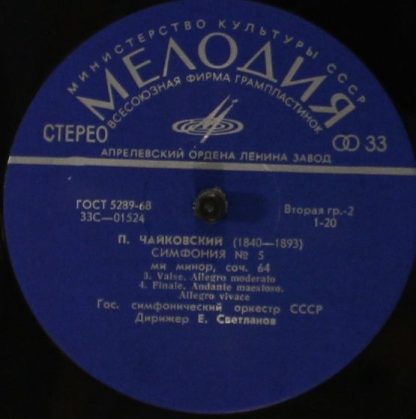 МИНИСТЕРСТВО КУЛЬТУРЫ СССР
МЕЛОДИЯ
ВСЕСОЮЗНАЯ ФИРМА ГРАМПЛАСТИНОК
СТЕРЕО
33
АПРЕЛЕВСКИЙ ОРДЕНА ЛЕНИНА ЗАВОД
ГОСТ 5289-68
33С—01524
Вторая гр.-2
1-20
П. ЧАЙКОВСКИЙ (1840—1893)
СИМФОНИЯ № 5
ми минор, соч. 64
3. Valse. Allegro moderato
4. Finale. Andante maestoso.
Allegro vivace
Гос. симфонический оркестр СССР
Дирижер Е. Светланов